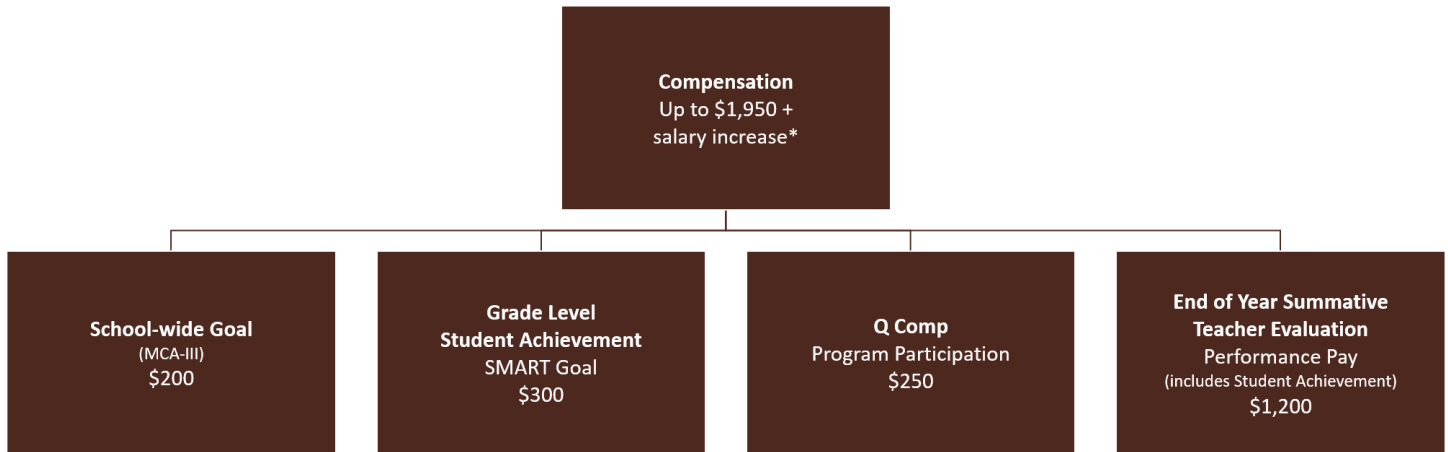 Compensation
Up to $1,950 +
salary increase*
School-wide Goal
(MCA-III)
$200
Grade Level
Student Achievement
SMART Goal
$300
Q Comp
Program Participation
$250
End of Year Summative
Teacher Evaluation
Performance Pay
(includes Student Achievement)
$1,200